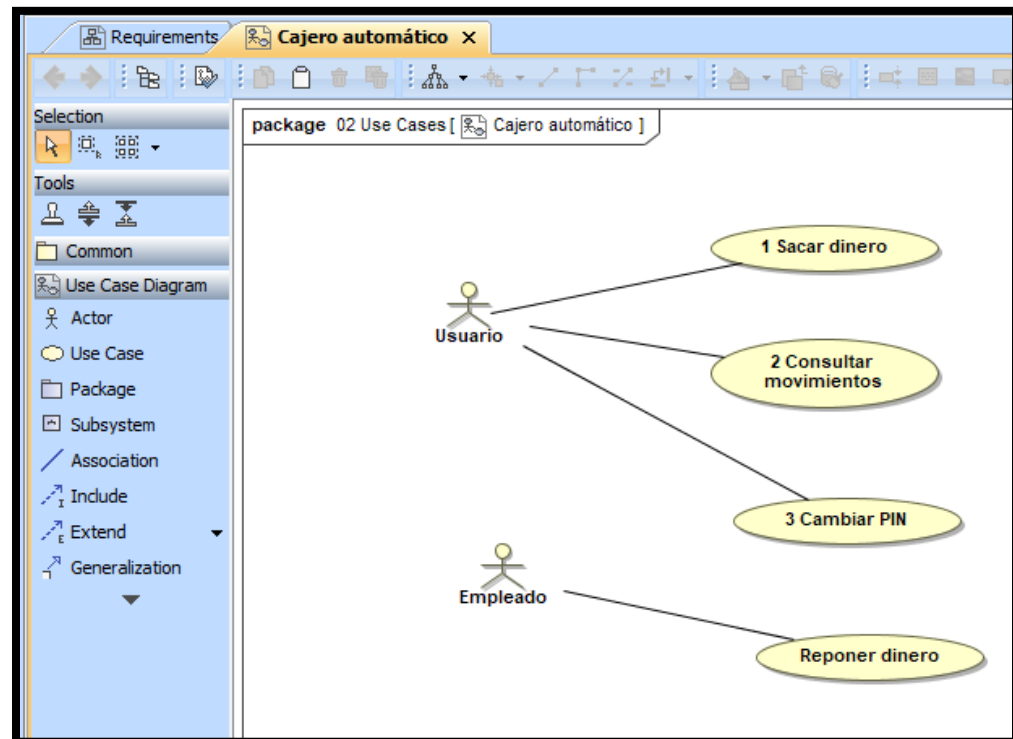 Requirements
Cajero automático X
Selection
Tools
Common
Use Case Diagram
Actor
Use Case
Package
Subsystem
Association
I Include
E Extend
Generalization
package 02 Use Cases [ Cajero automático ]
1 Sacar dinero
Usuario
2 Consultar
movimientos
3 Cambiar PIN
Empleado
Reponer dinero